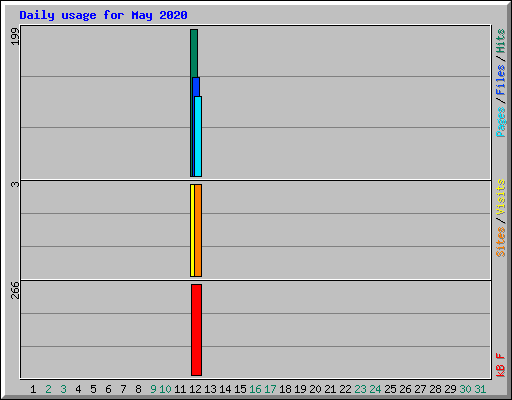 Daily usage for May 2020
199
3
266
Pages / Files / Hits
Sites / Visits
kB F
1 2 3 4 5 6 7 8 9 10 11 12 13 14 15 16 17 18 19 20 21 22 23 24 25 26 27 28 29 30 31